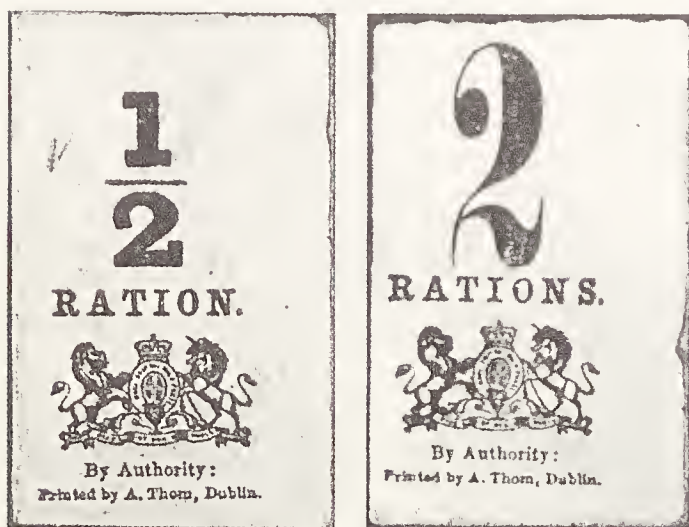 1
2
RATION.
By Authority:
Printed by A. Thom, Dublin.
2
RATIONS.
By Authority:
Printed by A. Thom, Dublin.